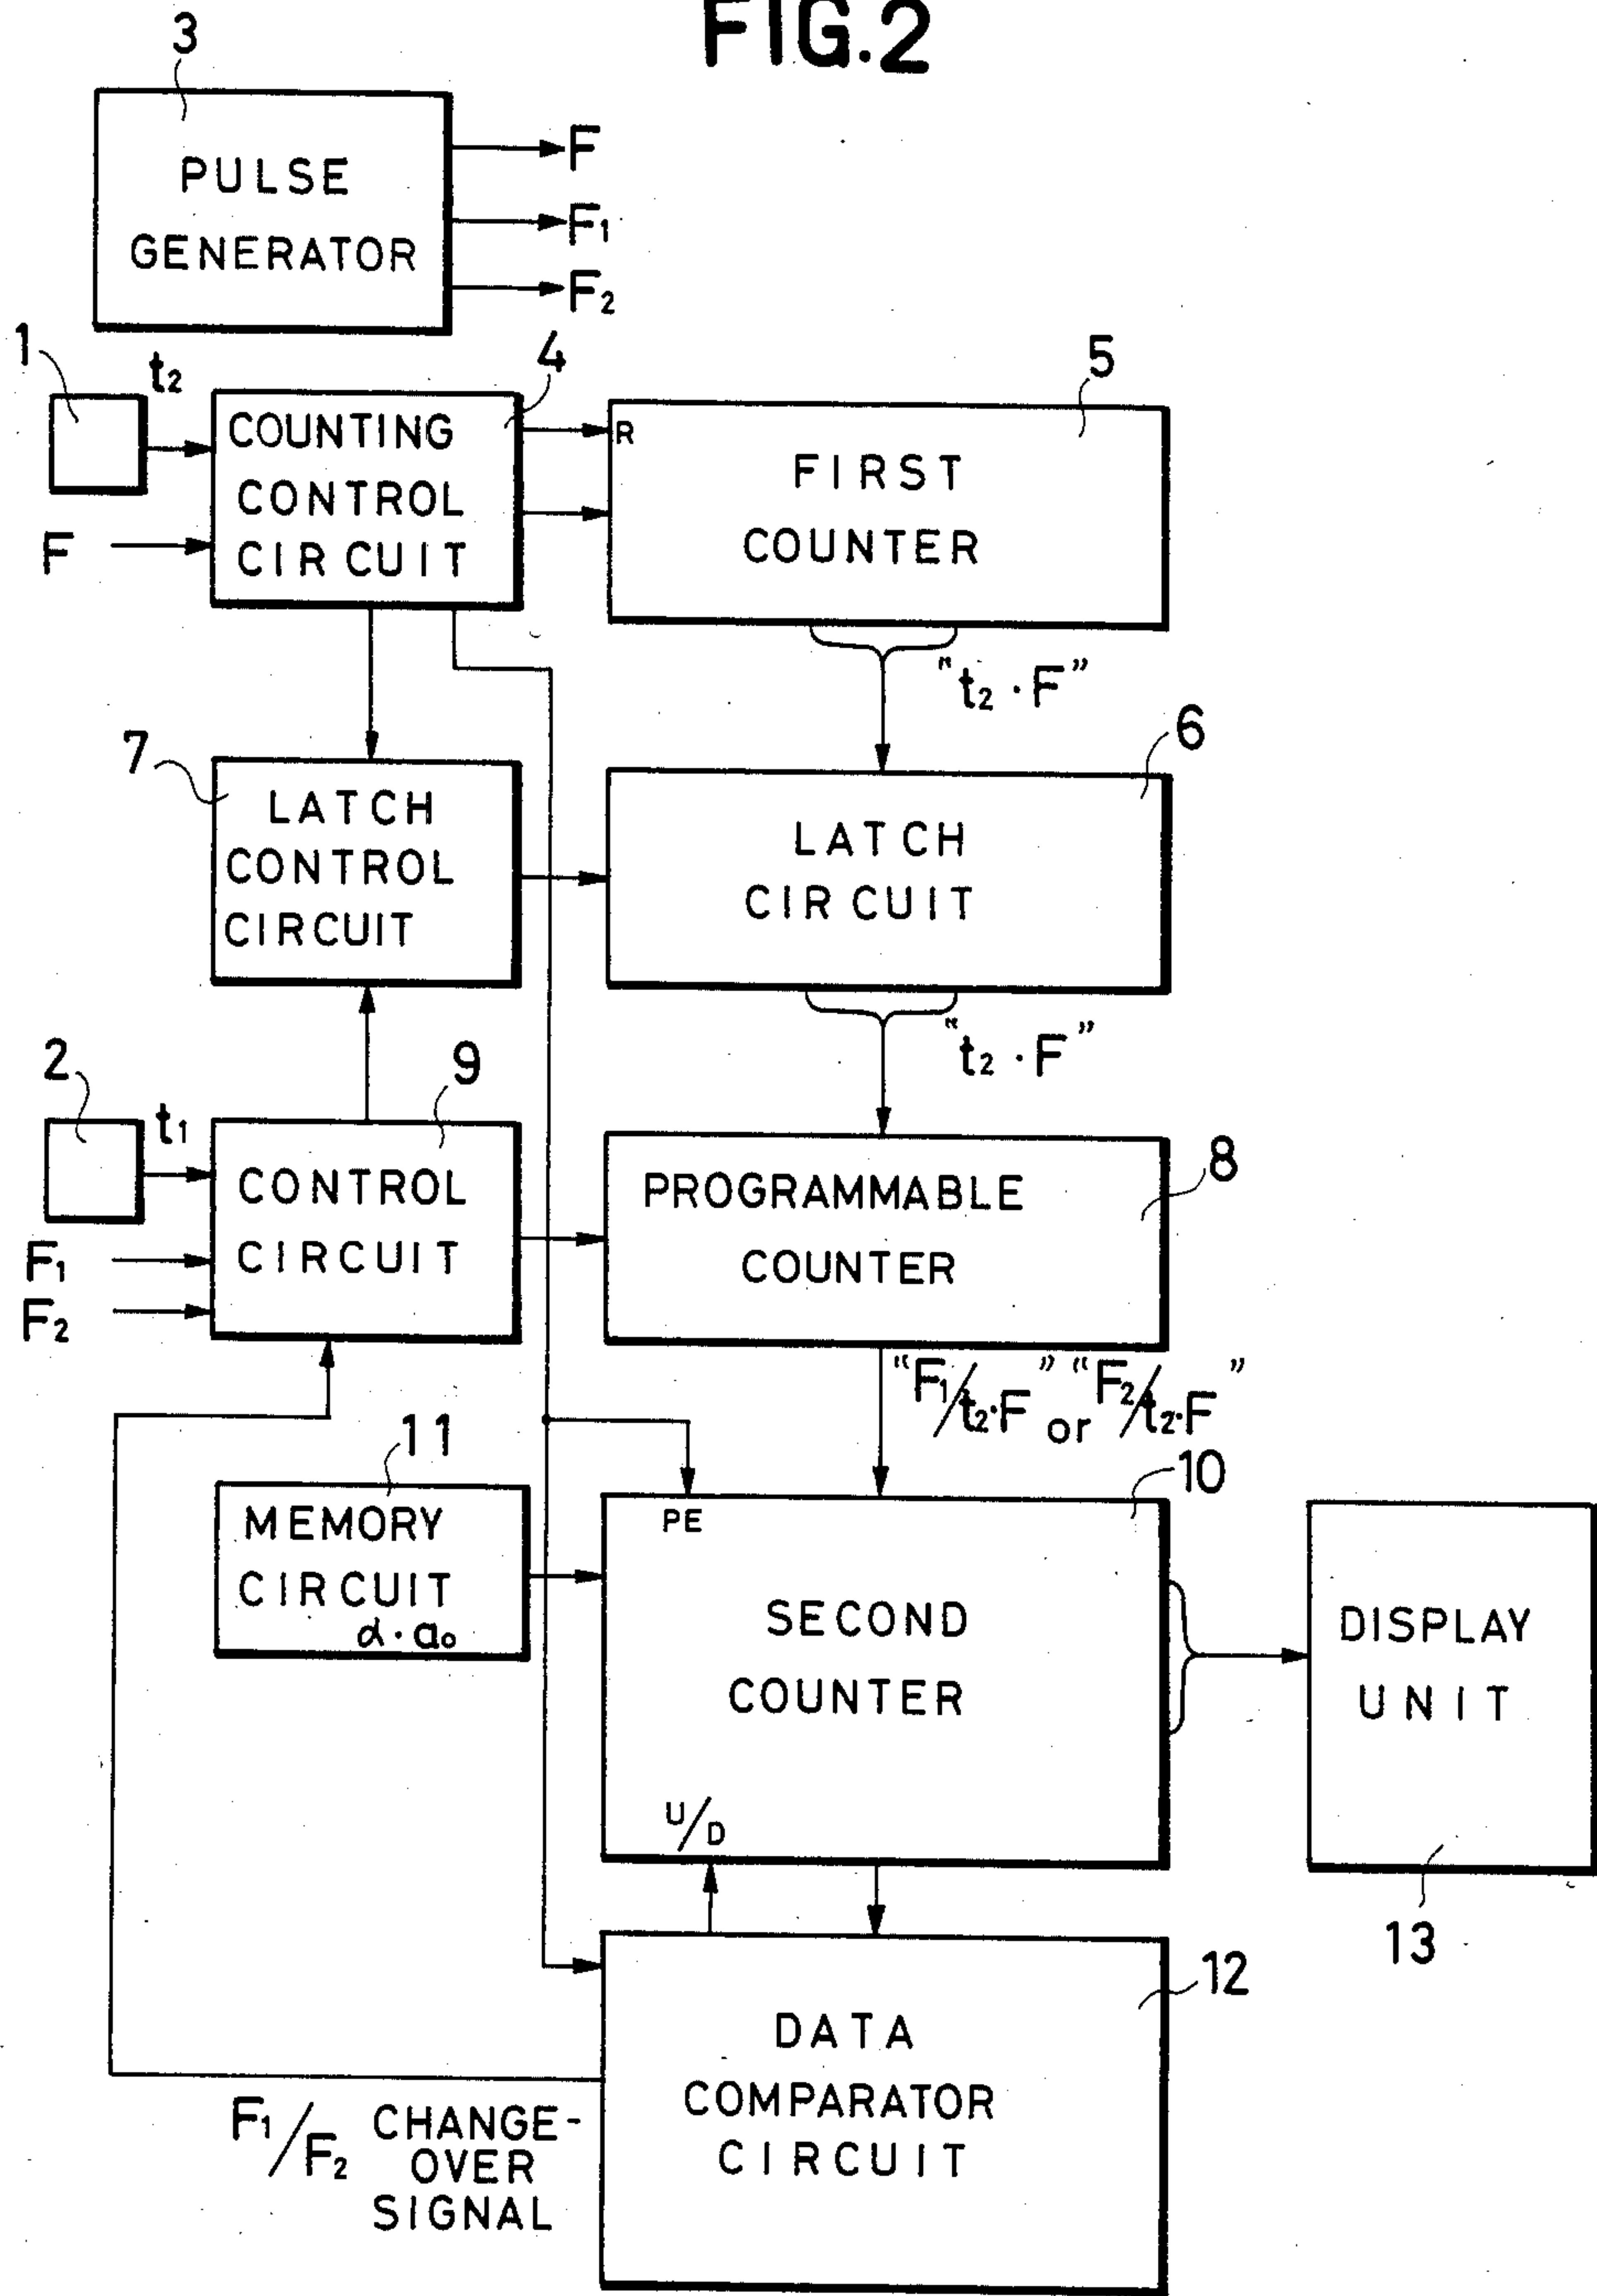 FIG.2
3
PULSE
GENERATOR
F
F1
F2
1
t2
F
4
COUNTING
CONTROL
CIRCUIT
5
R
FIRST
COUNTER
"t2·F"
7
LATCH
CONTROL
CIRCUIT
6
LATCH
CIRCUIT
"t2·F"
2
t1
F1
F2
9
CONTROL
CIRCUIT
8
PROGRAMMABLE
COUNTER
"F1/t2·F" or "F2/t2·F"
11
MEMORY
CIRCUIT
α·a0
10
PE
SECOND
COUNTER
U/D
DISPLAY
UNIT
13
12
DATA
COMPARATOR
CIRCUIT
F1/F2 CHANGE-
OVER
SIGNAL